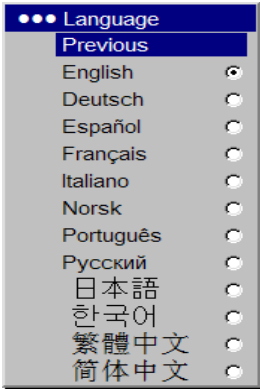 ••• Language
Previous
English
Deutsch
Español
Français
Italiano
Norsk
Português
Русский
日本語
한국어
繁體中文
简体中文